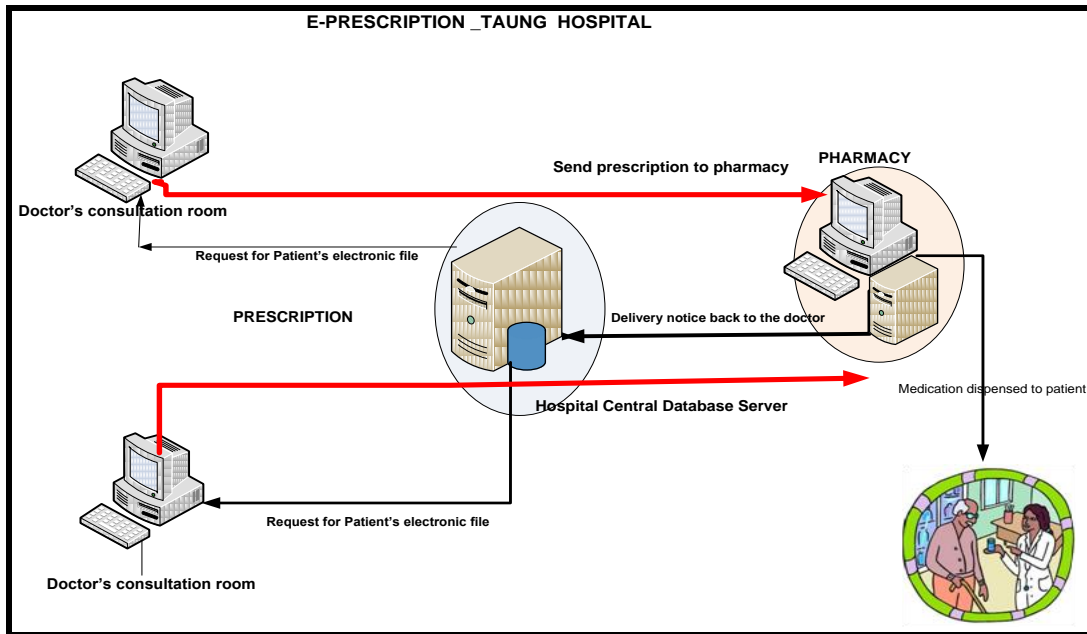 E-PRESCRIPTION _TAUNG HOSPITAL
Send prescription to pharmacy
PHARMACY
Doctor's consultation room
Request for Patient's electronic file
PRESCRIPTION
Delivery notice back to the doctor
Medication dispensed to patient
Hospital Central Database Server
Request for Patient's electronic file
Doctor's consultation room